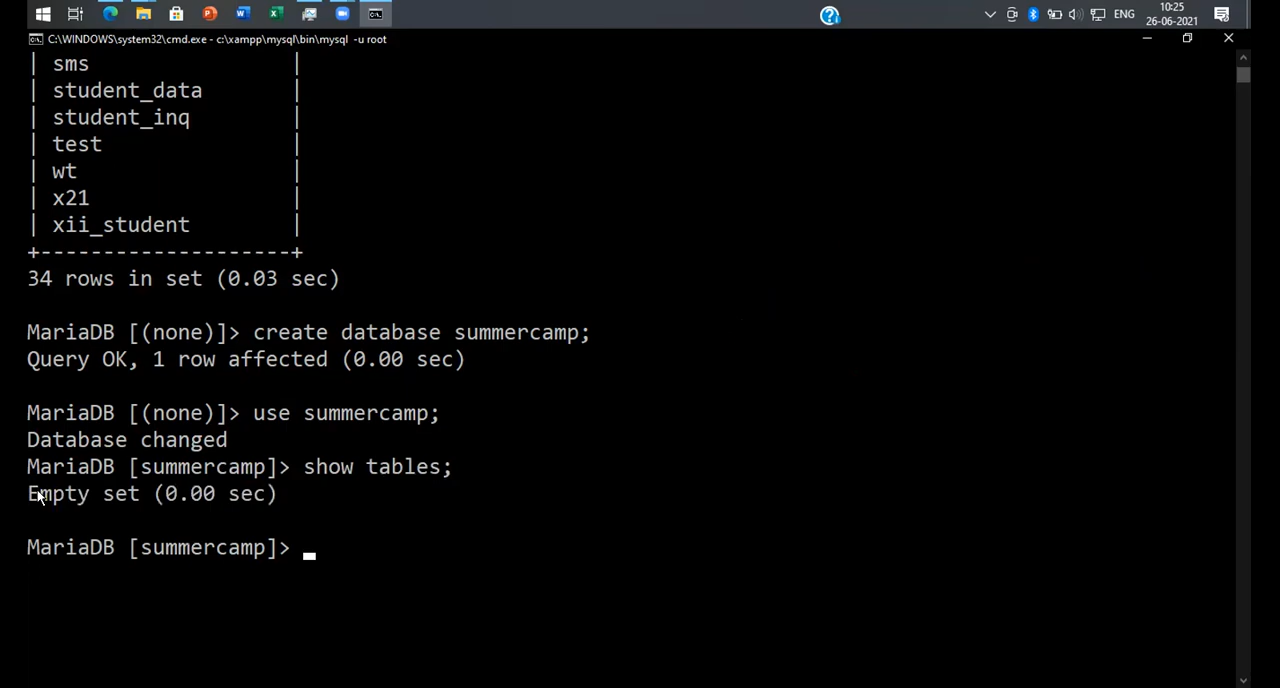 10:25
ENG
26-06-2021
C:\WINDOWS\system32\cmd.exe - c:\xampp\mysql\bin\mysql  -u root
| sms                |
| student_data       |
| student_inq        |
| test               |
| wt                 |
| x21                |
| xii_student        |
+--------------------+
34 rows in set (0.03 sec)
MariaDB [(none)]> create database summercamp;
Query OK, 1 row affected (0.00 sec)
MariaDB [(none)]> use summercamp;
Database changed
MariaDB [summercamp]> show tables;
Empty set (0.00 sec)
MariaDB [summercamp]>